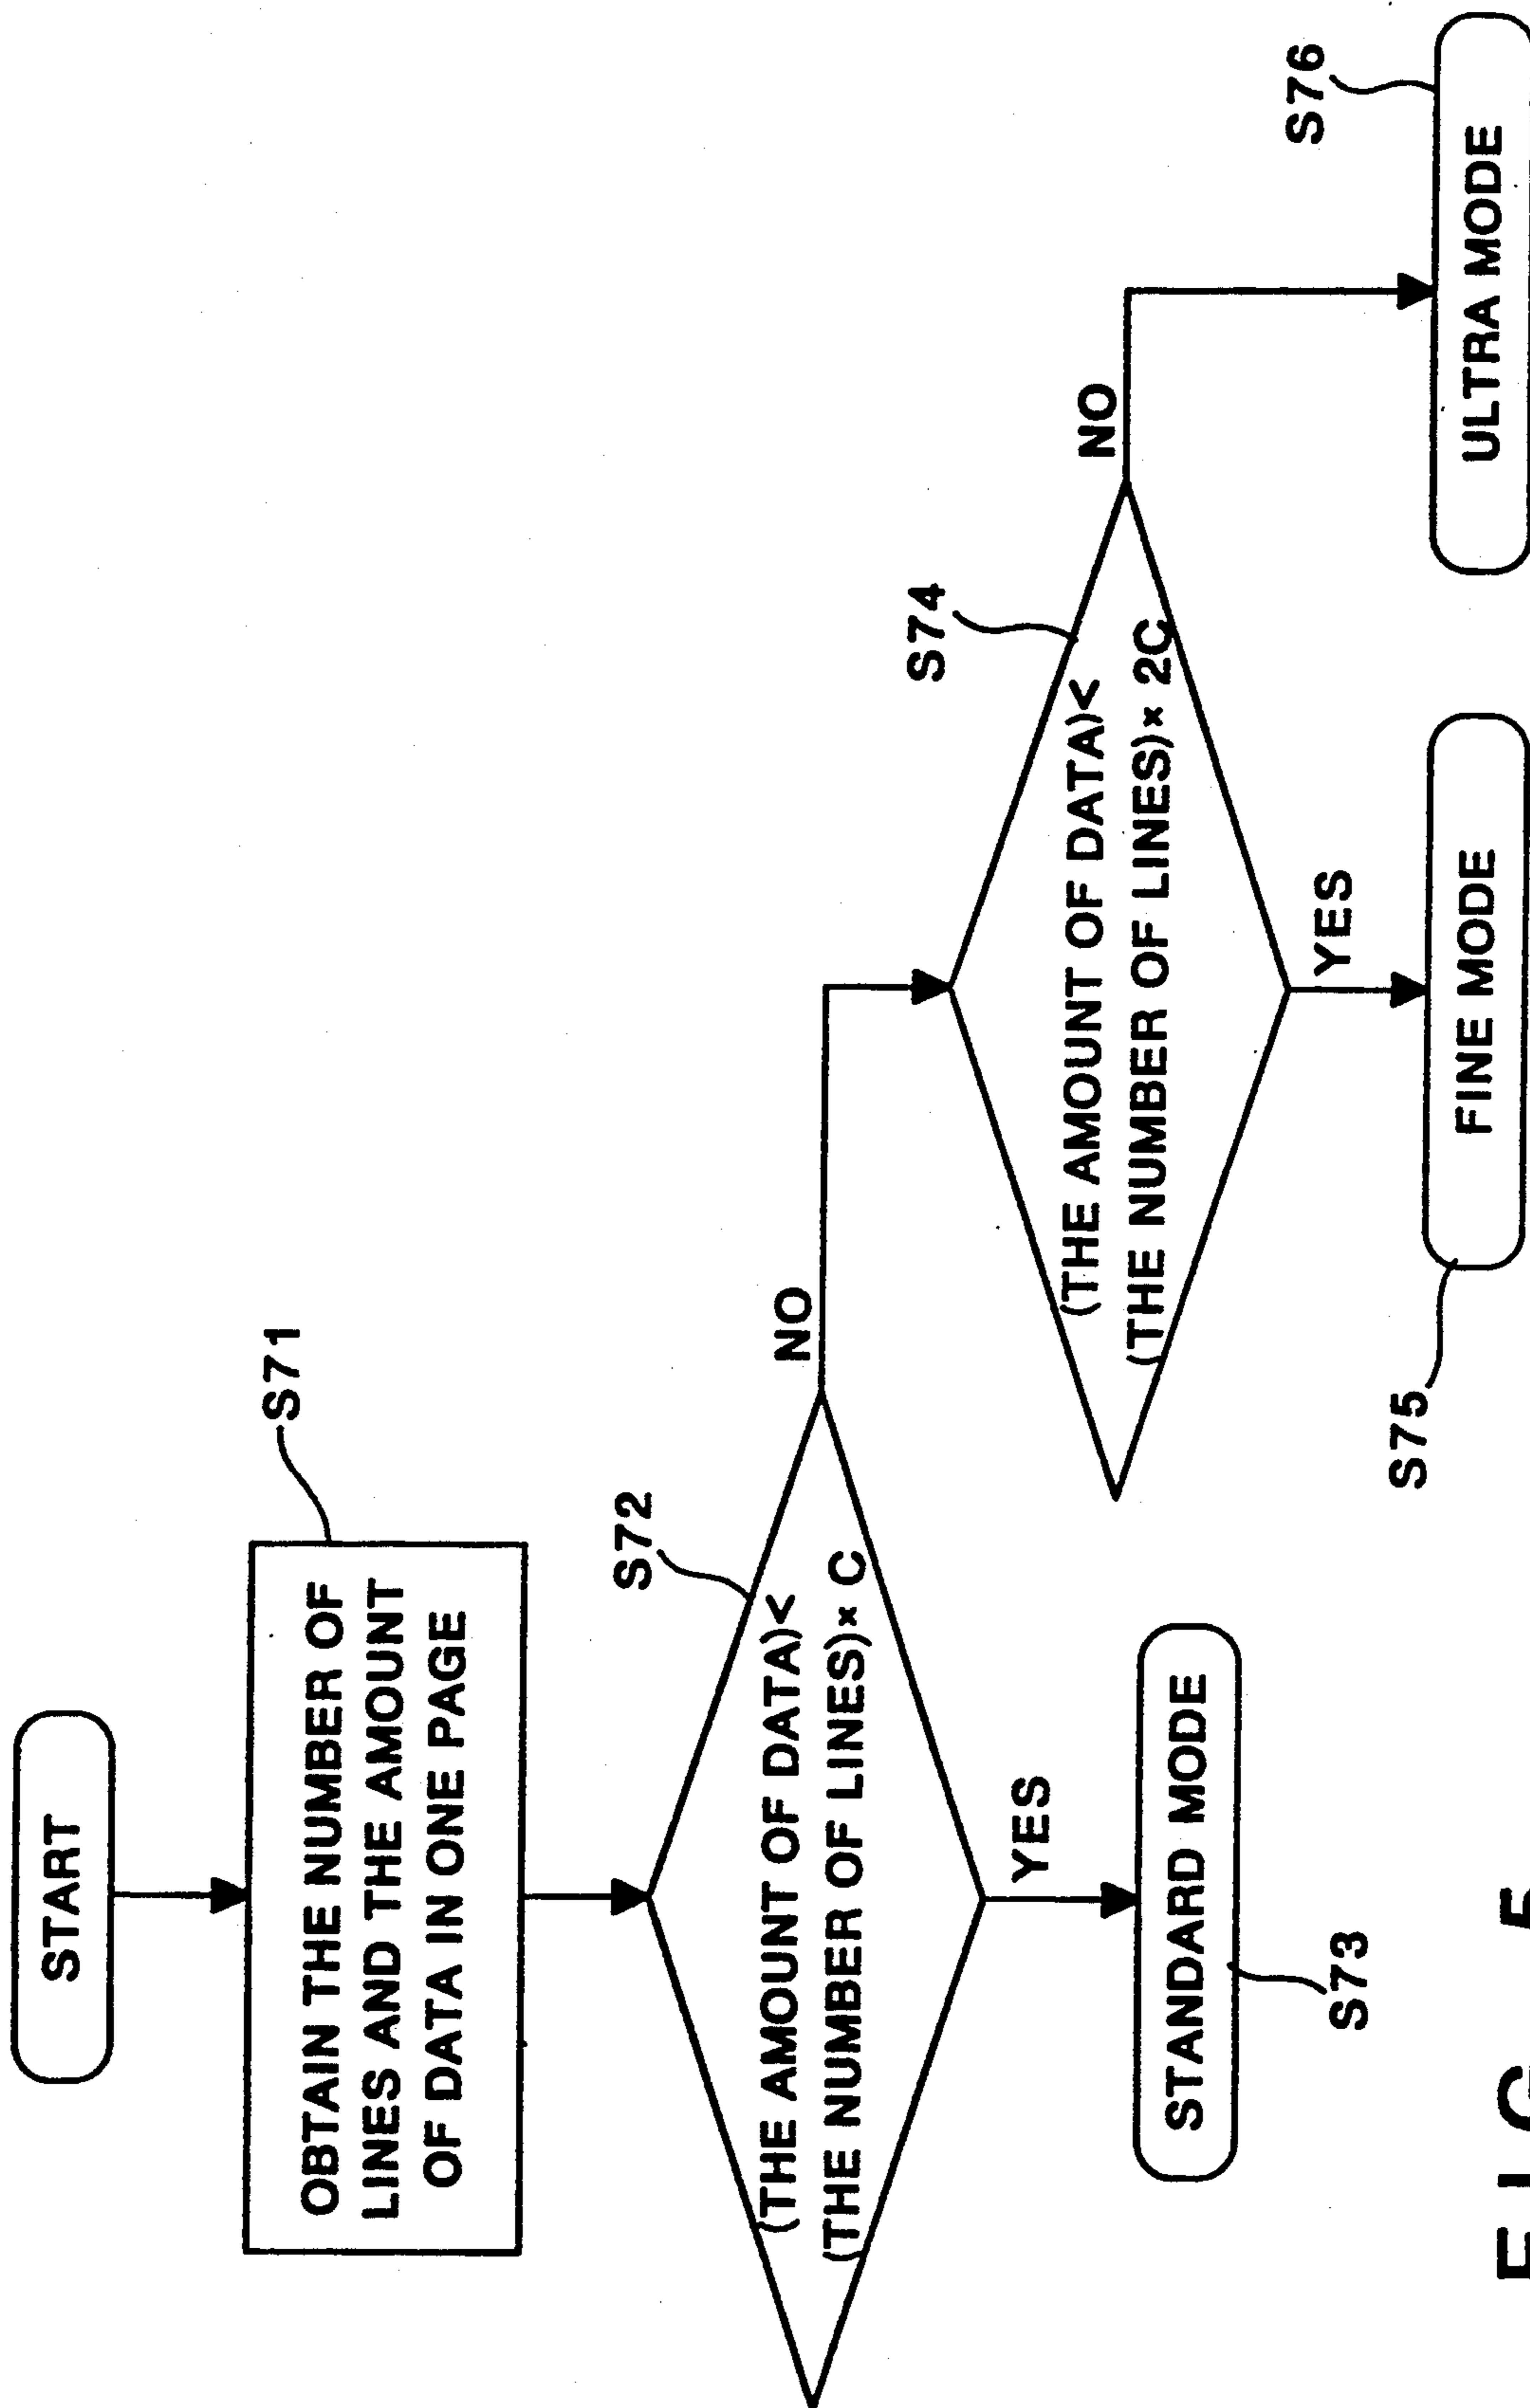 START
S71
OBTAIN THE NUMBER OF
LINES AND THE AMOUNT
OF DATA IN ONE PAGE
S72
(THE AMOUNT OF DATA)<
(THE NUMBER OF LINES)× C
NO
YES
STANDARD MODE
S73
S74
(THE AMOUNT OF DATA)<
(THE NUMBER OF LINES)× 2C
NO
YES
S75
FINE MODE
S76
ULTRA MODE